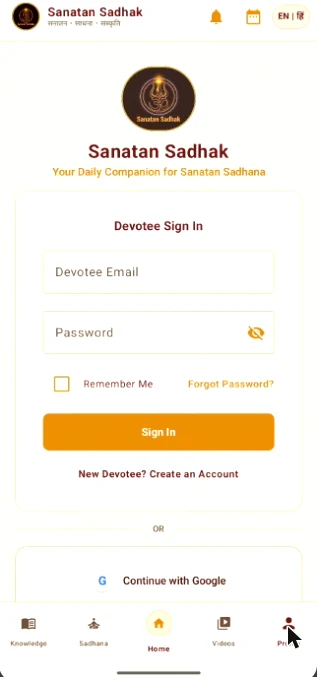 Sanatan Sadhak
सनातन • साधना • संस्कृति
EN | हिं
Sanatan Sadhak
Sanatan Sadhak
Your Daily Companion for Sanatan Sadhana
Devotee Sign In
Devotee Email
Password
Remember Me
Forgot Password?
Sign In
New Devotee? Create an Account
OR
G Continue with Google
Knowledge
Sadhana
Home
Videos